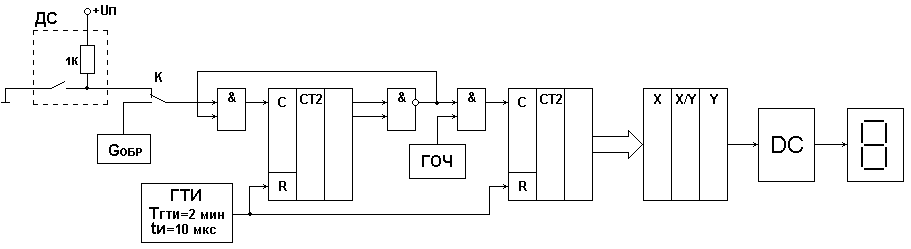 ДС
+Uп
1К
К
&
C
CT2
R
&
&
C
CT2
R
X
X/Y
Y
DC
GОБР
ГОЧ
ГТИ
Tгти=2 мин
tи=10 мкс